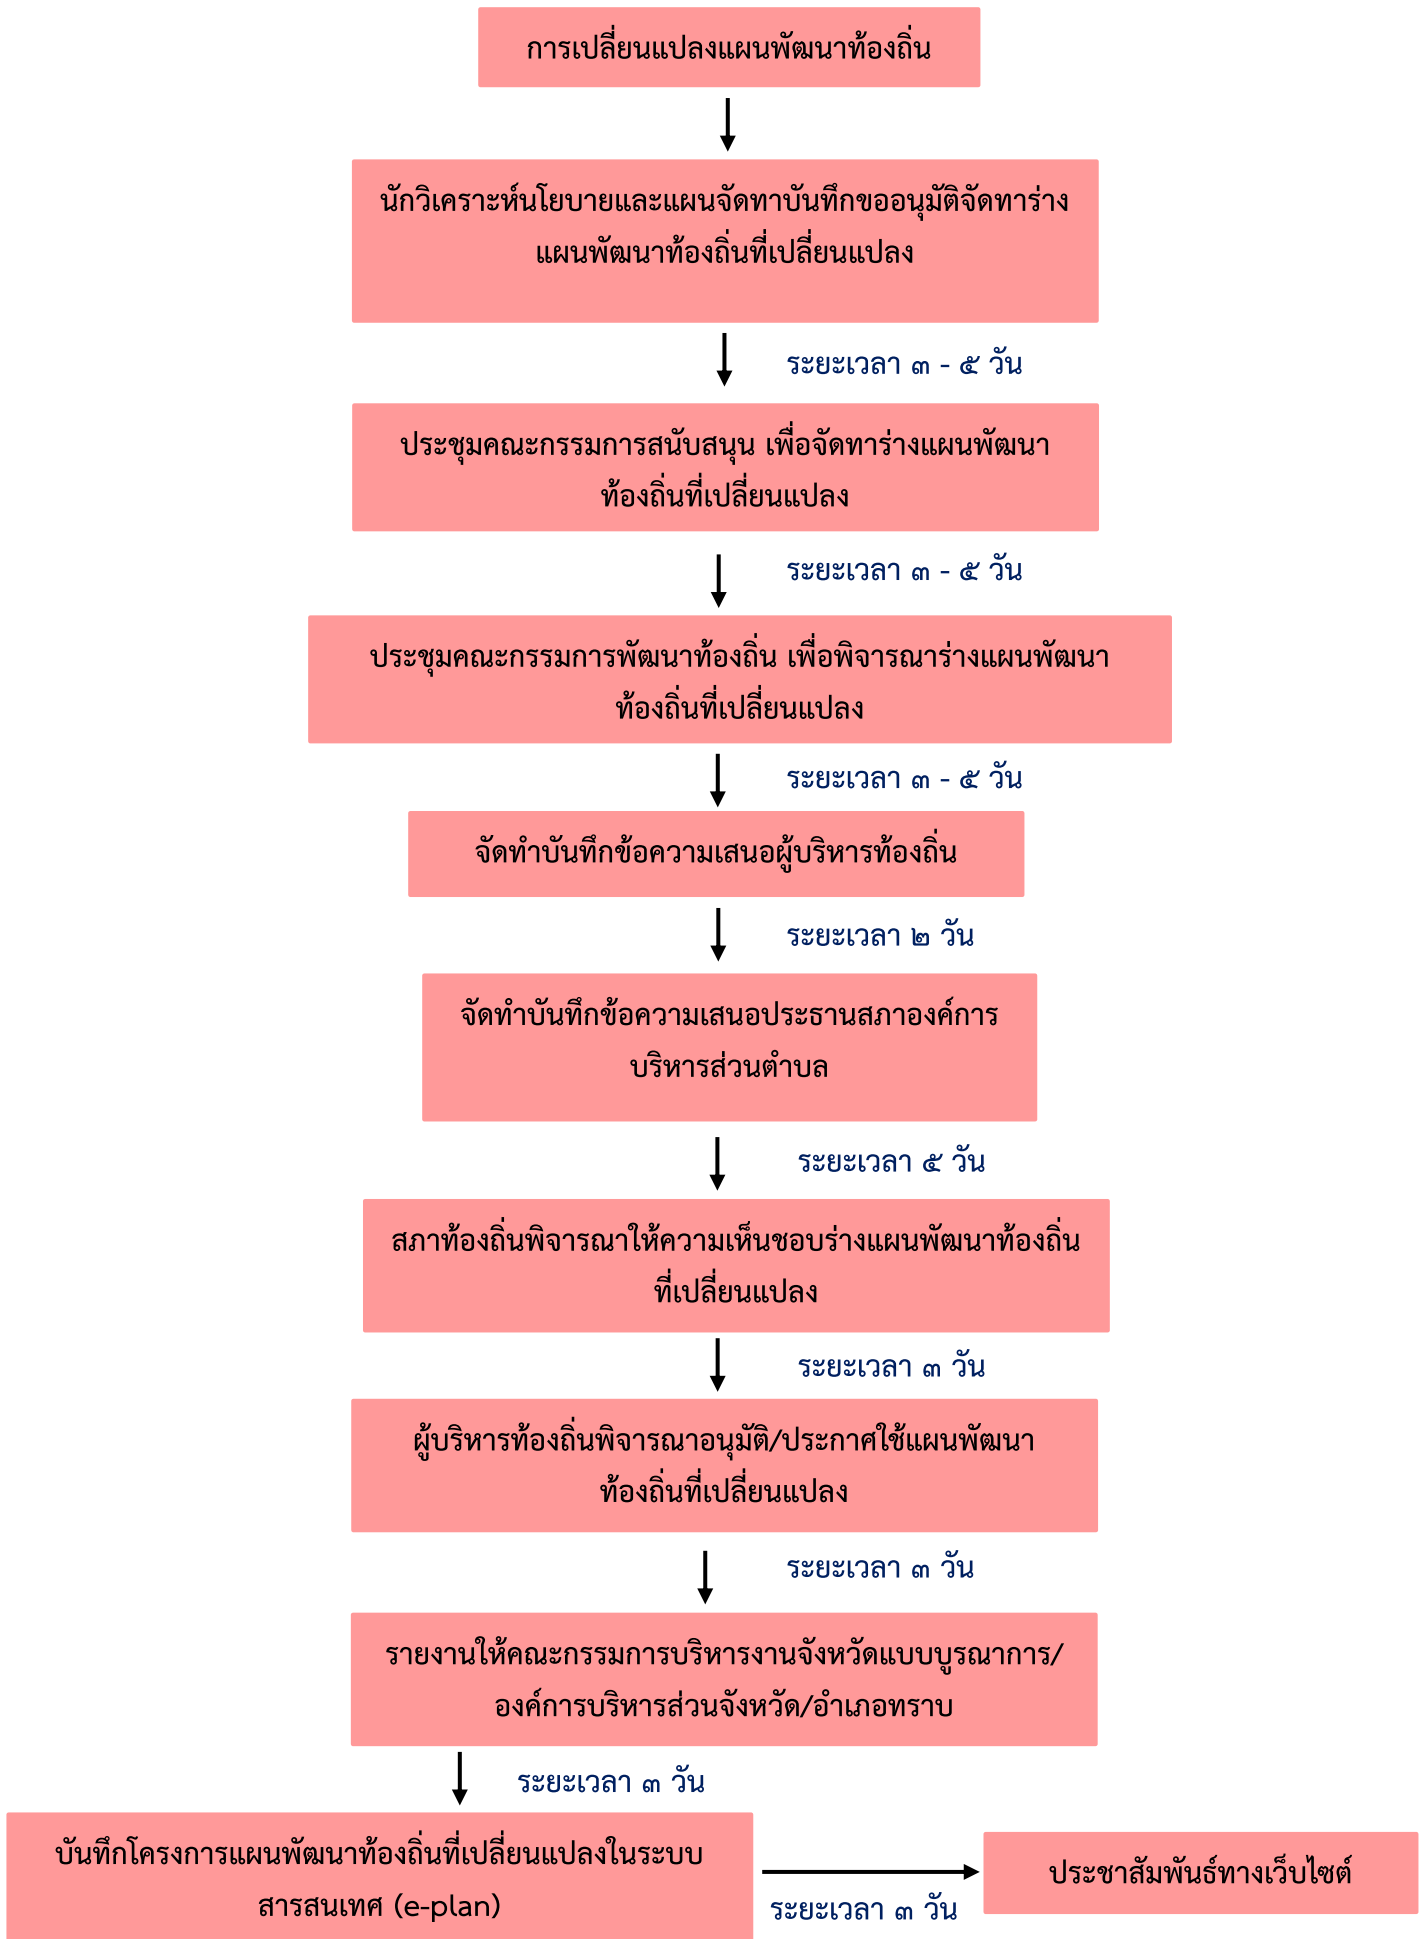 การเปลี่ยนแปลงแผนพัฒนาท้องถิ่น
นักวิเคราะห์นโยบายและแผนจัดทาบันทึกขออนุมัติจัดทาร่าง
แผนพัฒนาท้องถิ่นที่เปลี่ยนแปลง
ระยะเวลา ๓ - ๕ วัน
ประชุมคณะกรรมการสนับสนุน เพื่อจัดทาร่างแผนพัฒนา
ท้องถิ่นที่เปลี่ยนแปลง
ระยะเวลา ๓ - ๕ วัน
ประชุมคณะกรรมการพัฒนาท้องถิ่น เพื่อพิจารณาร่างแผนพัฒนา
ท้องถิ่นที่เปลี่ยนแปลง
ระยะเวลา ๓ - ๕ วัน
จัดทำบันทึกข้อความเสนอผู้บริหารท้องถิ่น
ระยะเวลา ๒ วัน
จัดทำบันทึกข้อความเสนอประธานสภาองค์การ
บริหารส่วนตำบล
ระยะเวลา ๕ วัน
สภาท้องถิ่นพิจารณาให้ความเห็นชอบร่างแผนพัฒนาท้องถิ่น
ที่เปลี่ยนแปลง
ระยะเวลา ๓ วัน
ผู้บริหารท้องถิ่นพิจารณาอนุมัติ/ประกาศใช้แผนพัฒนา
ท้องถิ่นที่เปลี่ยนแปลง
ระยะเวลา ๓ วัน
รายงานให้คณะกรรมการบริหารงานจังหวัดแบบบูรณาการ/
องค์การบริหารส่วนจังหวัด/อำเภอทราบ
ระยะเวลา ๓ วัน
บันทึกโครงการแผนพัฒนาท้องถิ่นที่เปลี่ยนแปลงในระบบ
สารสนเทศ (e-plan)
ระยะเวลา ๓ วัน
ประชาสัมพันธ์ทางเว็บไซต์